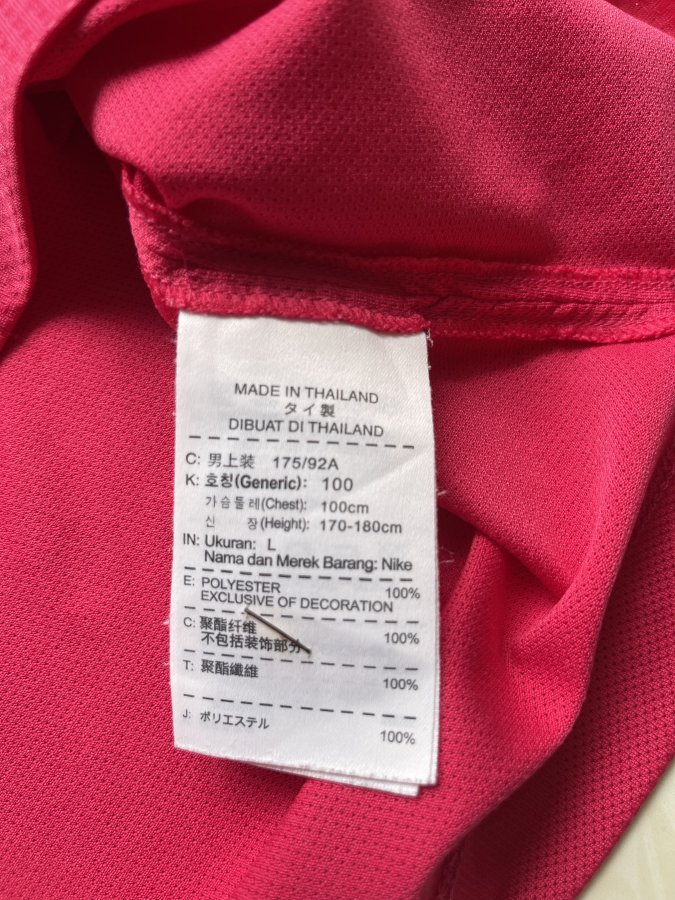 MADE IN THAILAND
タイ製
DIBUAT DI THAILAND
C: 男上装 175/92A
K: 호칭(Generic): 100
가슴둘레(Chest): 100cm
신 장(Height): 170-180cm
IN: Ukuran: L
Nama dan Merek Barang: Nike
E: POLYESTER 100%
EXCLUSIVE OF DECORATION
C: 聚酯纤维 100%
不包括装饰部分
T: 聚酯纖維 100%
J: ポリエステル 100%